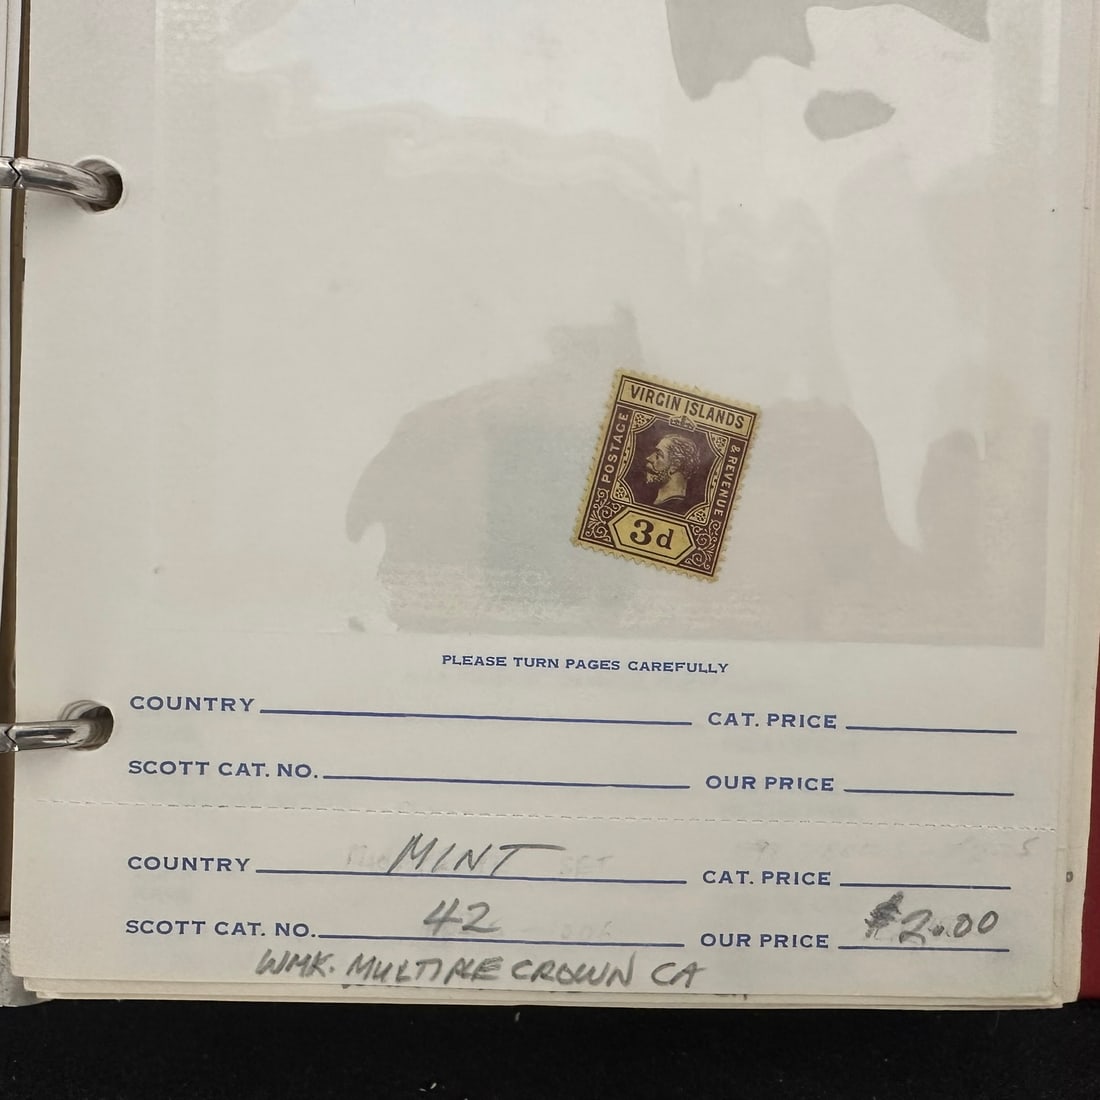 VIRGIN ISLANDS
POSTAGE
& REVENUE
3d
PLEASE TURN PAGES CAREFULLY
COUNTRY CAT. PRICE
SCOTT CAT. NO. OUR PRICE
COUNTRY MINT CAT. PRICE
SCOTT CAT. NO. 42 OUR PRICE $2.00
WMK. MULTIPLE CROWN CA